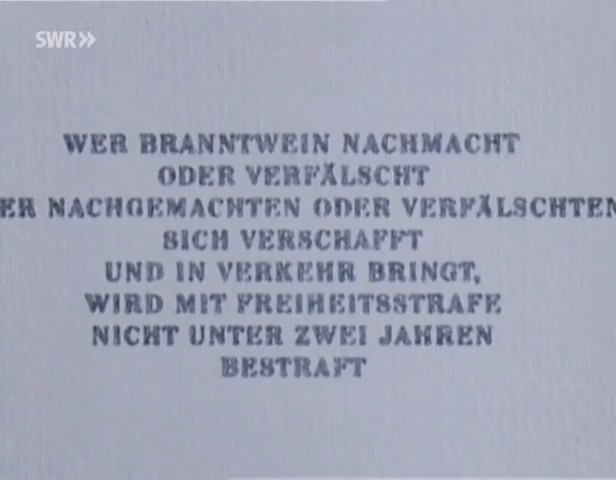 SWR
WER BRANNTWEIN NACHMACHT
ODER VERFÄLSCHT
ER NACHGEMACHTEN ODER VERFÄLSCHTEN
SICH VERSCHAFFT
UND IN VERKEHR BRINGT,
WIRD MIT FREIHEITSSTRAFE
NICHT UNTER ZWEI JAHREN
BESTRAFT